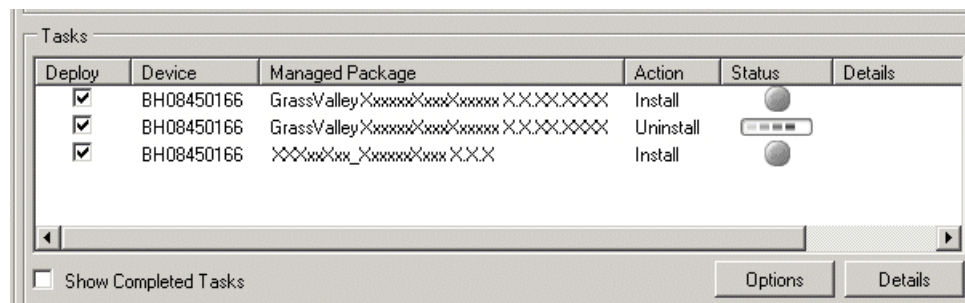 Tasks
Deploy Device Managed Package Action Status Details
BH08450166 GrassValleyXxxxxxXxxxXxxxxx X.X.XX.XXXX Install
BH08450166 GrassValleyXxxxxxXxxxXxxxxx X.X.XX.XXXX Uninstall
BH08450166 XXXxxXxx_XxxxxxXxxx X.X.X Install
Show Completed Tasks Options Details